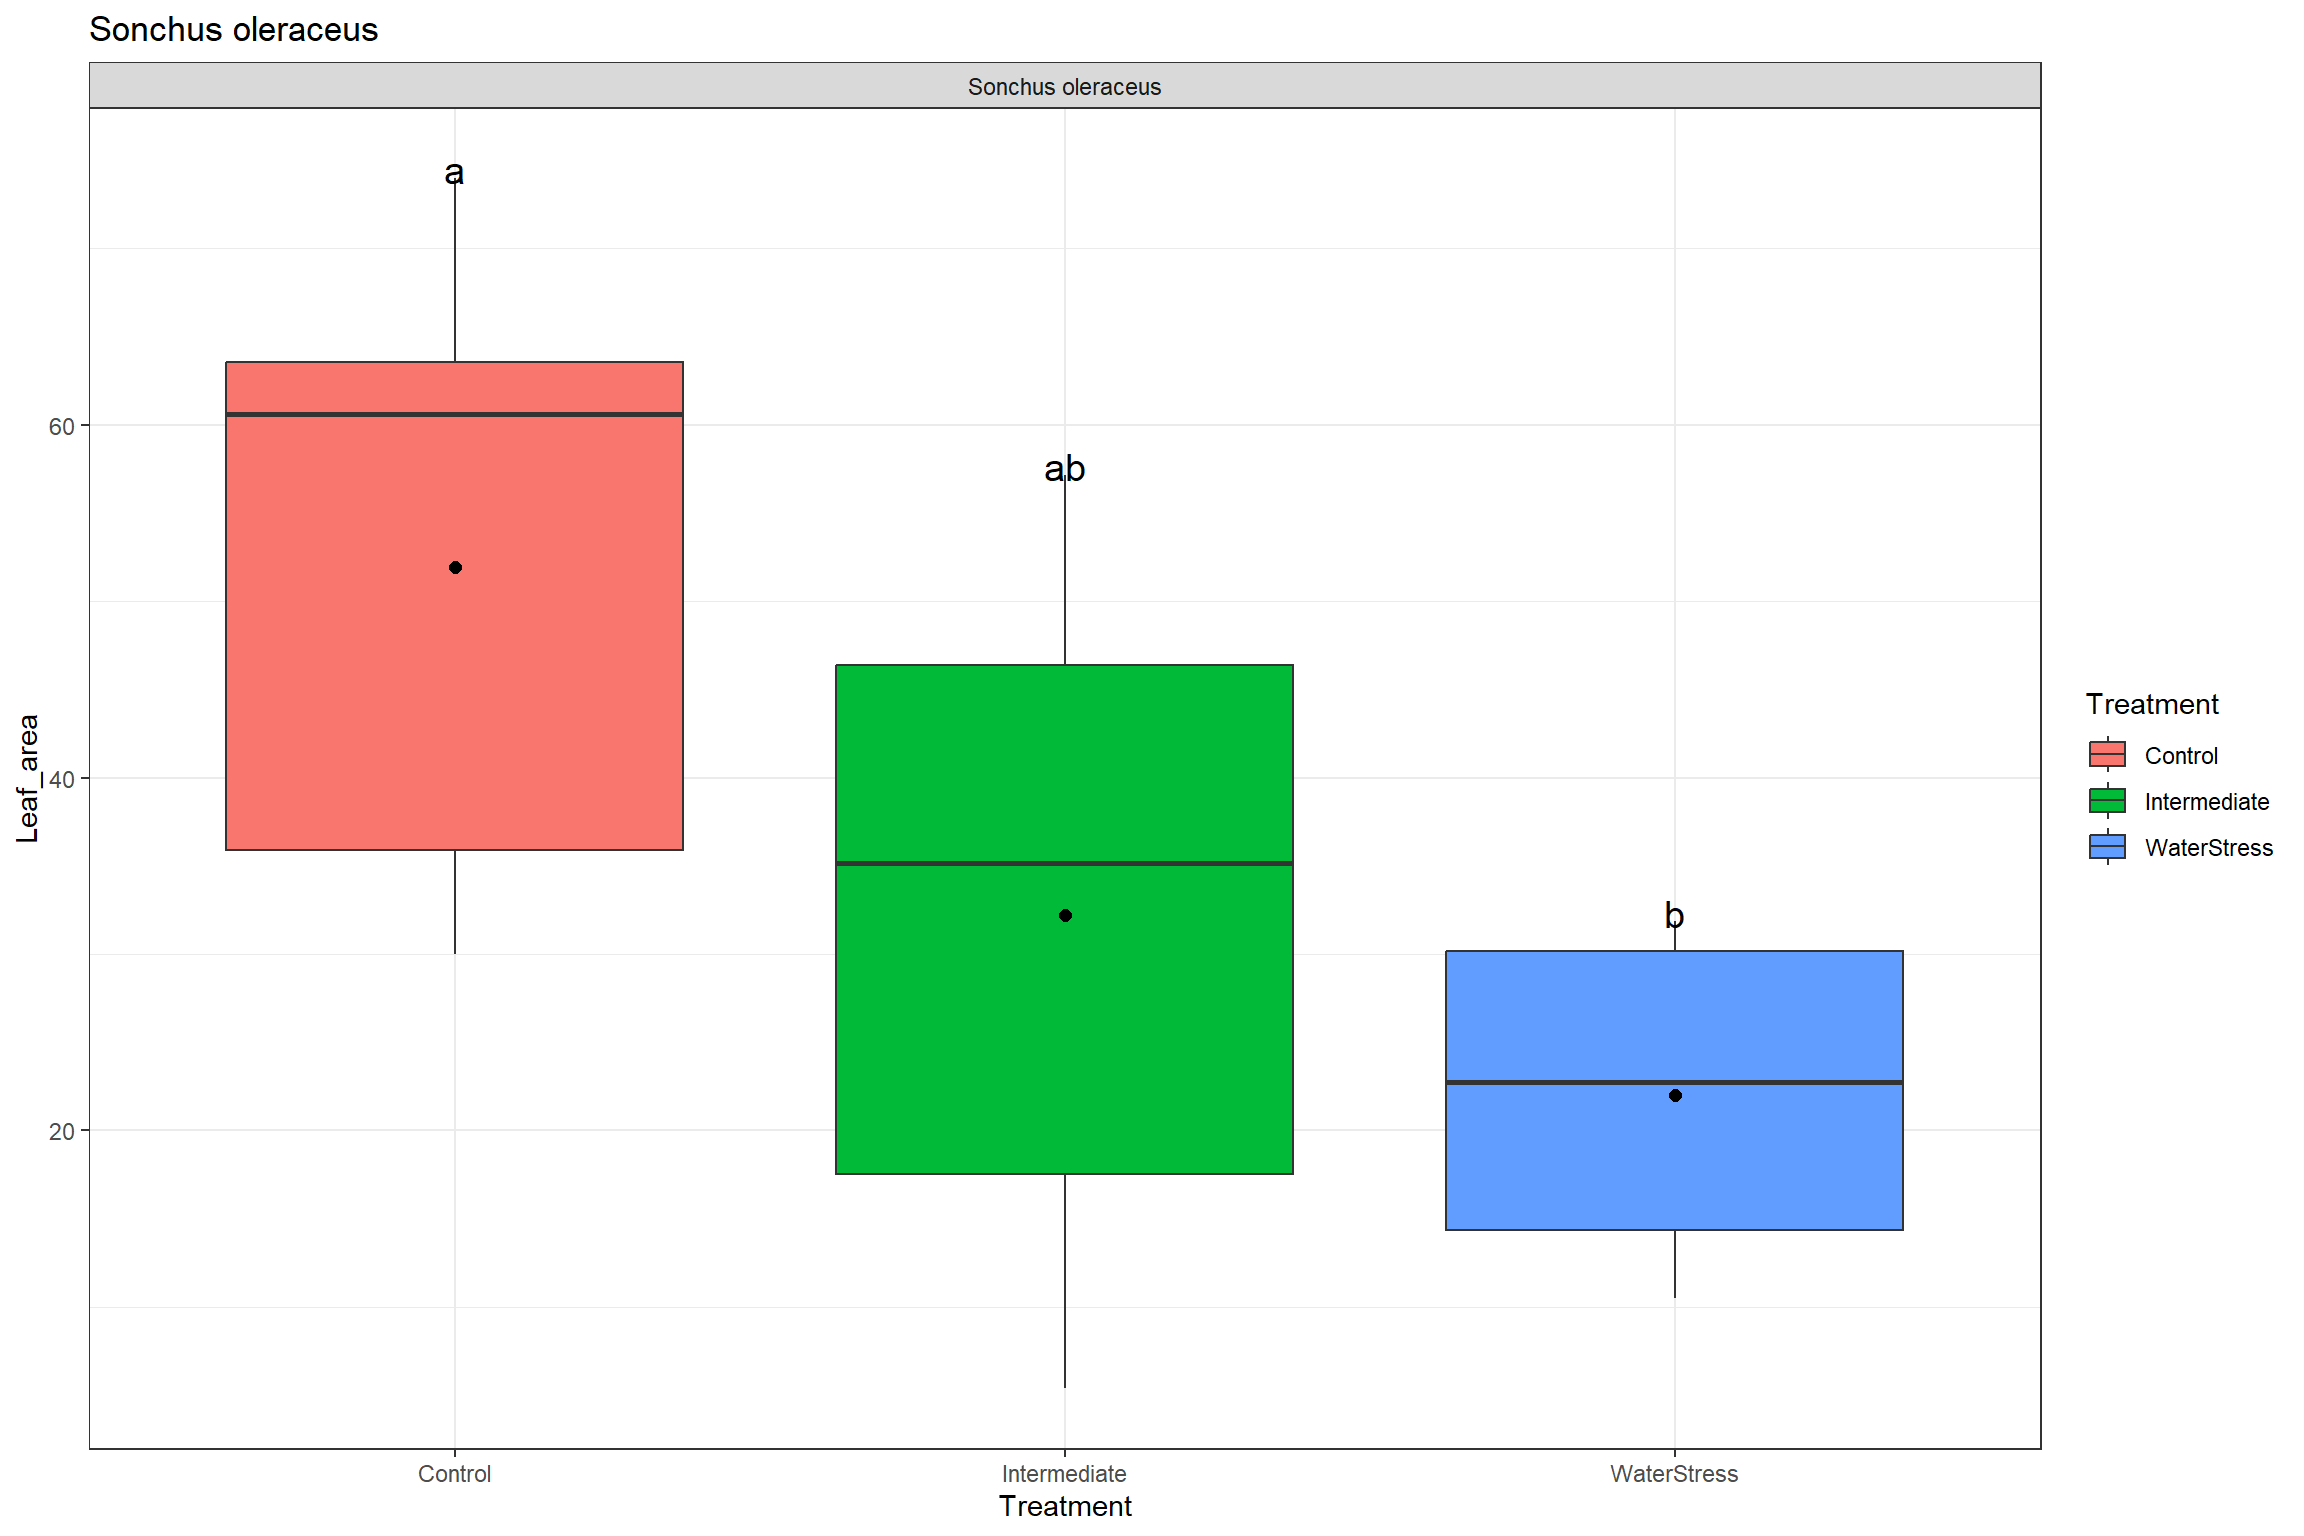 Sonchus oleraceus
Sonchus oleraceus
a
60
ab
Leaf_area
40
b
20
Treatment
Control
Intermediate
WaterStress
Control
Intermediate
WaterStress
Treatment